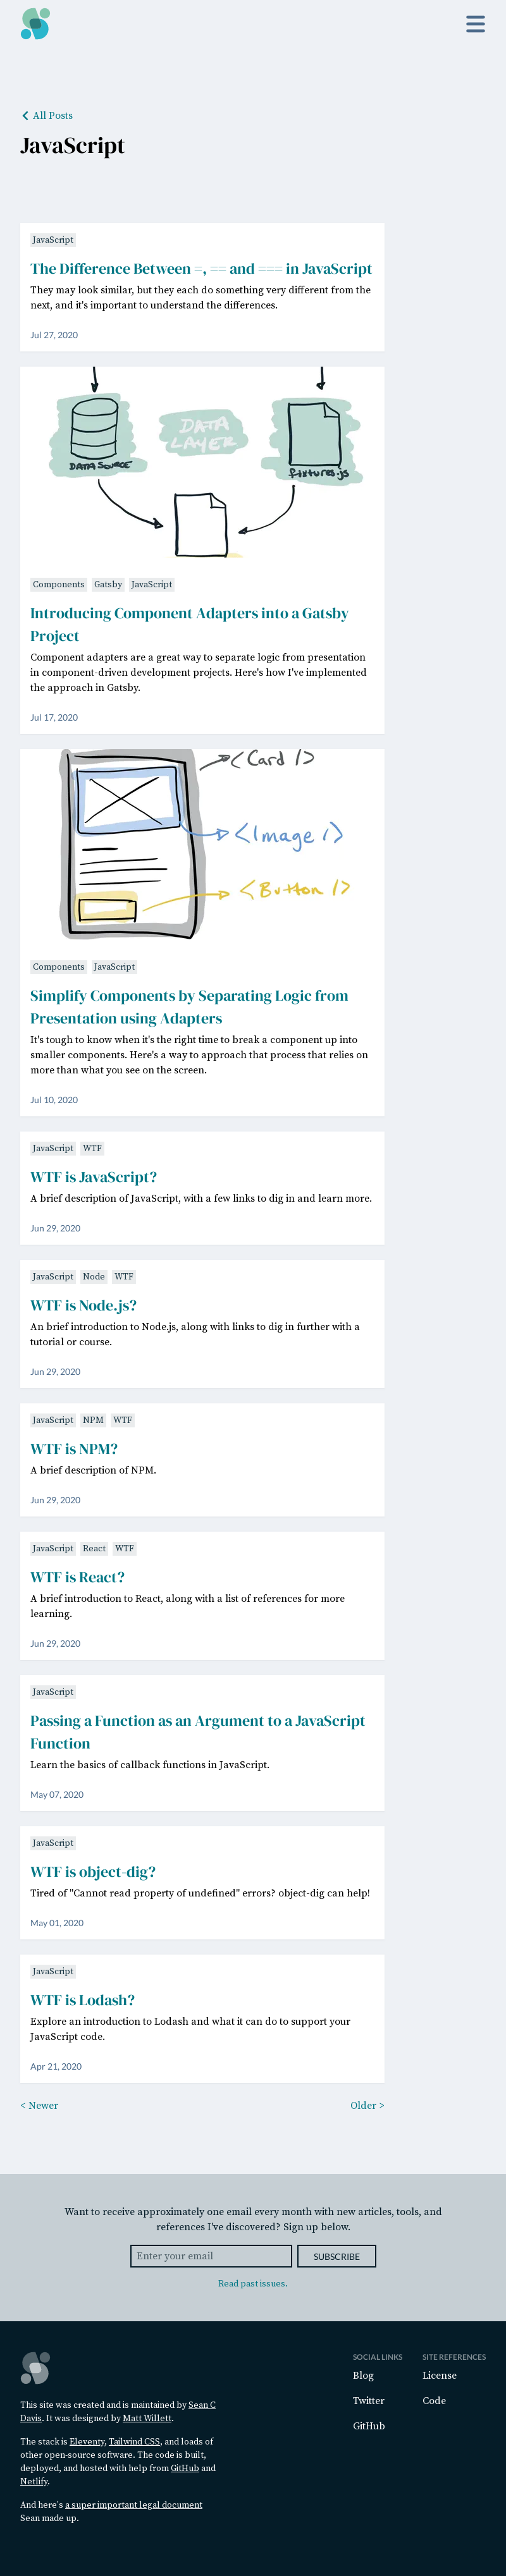 All Posts
JavaScript
JavaScript
The Difference Between =, == and === in JavaScript
They may look similar, but they each do something very different from the
next, and it's important to understand the differences.
Jul 27, 2020
DATA SOURCE
DATA
LAYER
fixtures.js
Components Gatsby JavaScript
Introducing Component Adapters into a Gatsby
Project
Component adapters are a great way to separate logic from presentation
in component-driven development projects. Here's how I've implemented
the approach in Gatsby.
Jul 17, 2020
<Card />
<Image />
<Button />
Components JavaScript
Simplify Components by Separating Logic from
Presentation using Adapters
It's tough to know when it's the right time to break a component up into
smaller components. Here's a way to approach that process that relies on
more than what you see on the screen.
Jul 10, 2020
JavaScript WTF
WTF is JavaScript?
A brief description of JavaScript, with a few links to dig in and learn more.
Jun 29, 2020
JavaScript Node WTF
WTF is Node.js?
An brief introduction to Node.js, along with links to dig in further with a
tutorial or course.
Jun 29, 2020
JavaScript NPM WTF
WTF is NPM?
A brief description of NPM.
Jun 29, 2020
JavaScript React WTF
WTF is React?
A brief introduction to React, along with a list of references for more
learning.
Jun 29, 2020
JavaScript
Passing a Function as an Argument to a JavaScript
Function
Learn the basics of callback functions in JavaScript.
May 07, 2020
JavaScript
WTF is object-dig?
Tired of "Cannot read property of undefined" errors? object-dig can help!
May 01, 2020
JavaScript
WTF is Lodash?
Explore an introduction to Lodash and what it can do to support your
JavaScript code.
Apr 21, 2020
< Newer Older >
Want to receive approximately one email every month with new articles, tools, and
references I've discovered? Sign up below.
Enter your email SUBSCRIBE
Read past issues.
This site was created and is maintained by Sean C
Davis. It was designed by Matt Willett.
The stack is Eleventy, Tailwind CSS, and loads of
other open-source software. The code is built,
deployed, and hosted with help from GitHub and
Netlify.
And here's a super important legal document
Sean made up.
SOCIAL LINKS
Blog
Twitter
GitHub
SITE REFERENCES
License
Code